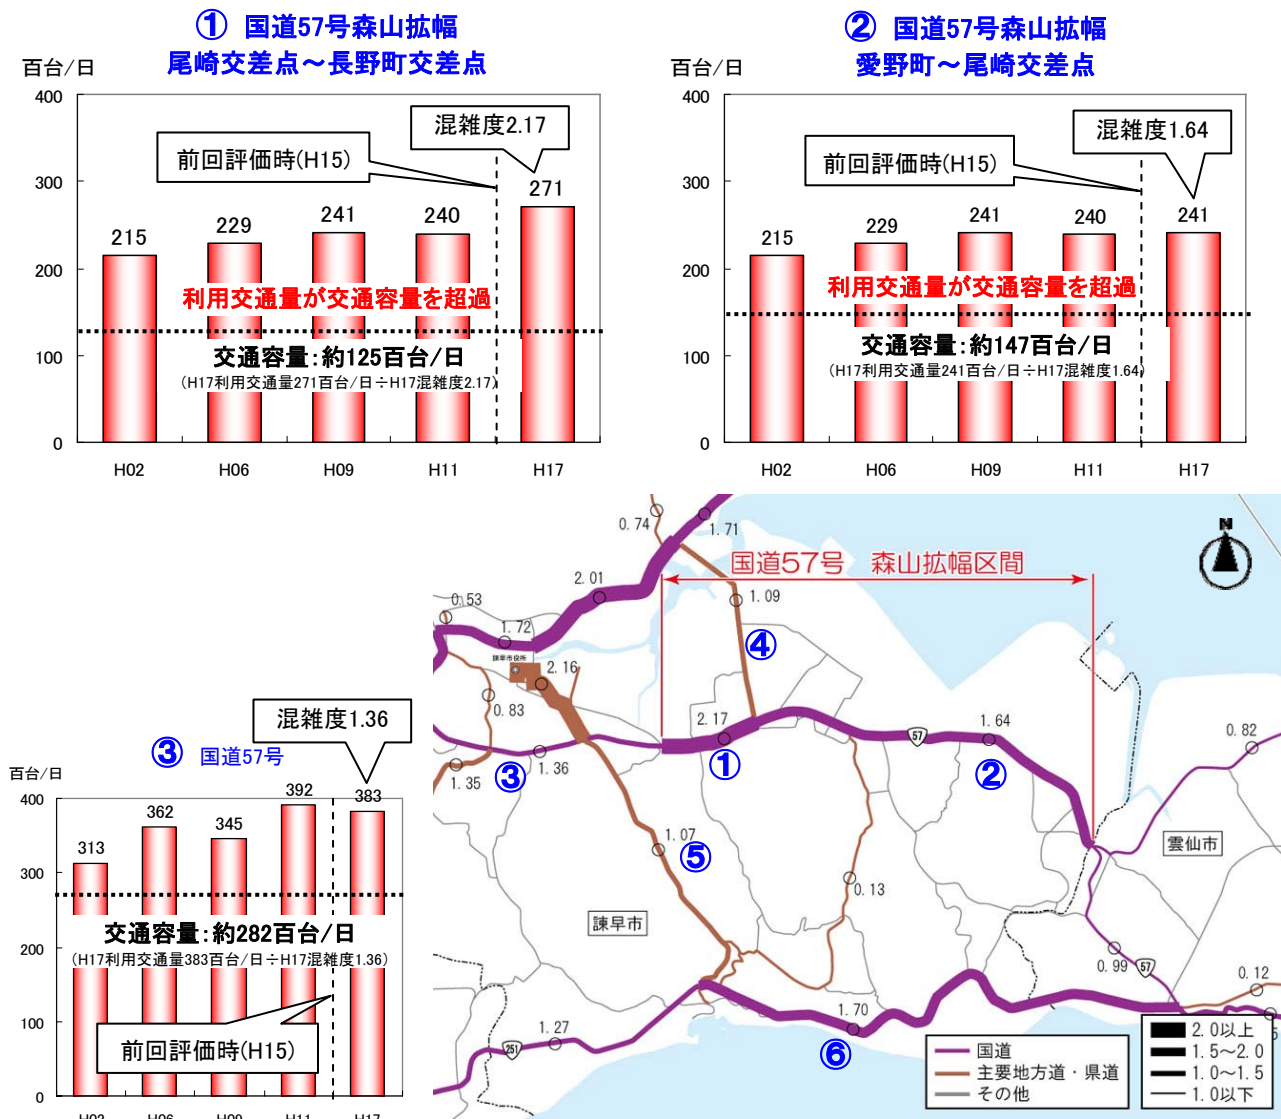 ① 国道57号森山拡幅
尾崎交差点～長野町交差点
百台/日
400
300
200
100
0
混雑度2.17
前回評価時(H15)
215
229
241
240
271
利用交通量が交通容量を超過
交通容量：約125百台/日
(H17利用交通量271百台/日÷H17混雑度2.17)
H02
H06
H09
H11
H17
② 国道57号森山拡幅
愛野町～尾崎交差点
百台/日
400
300
200
100
0
混雑度1.64
前回評価時(H15)
215
229
241
240
241
利用交通量が交通容量を超過
交通容量：約147百台/日
(H17利用交通量241百台/日÷H17混雑度1.64)
H02
H06
H09
H11
H17
③ 国道57号
百台/日
400
300
200
100
0
混雑度1.36
313
362
345
392
383
交通容量：約282百台/日
(H17利用交通量383百台/日÷H17混雑度1.36)
前回評価時(H15)
H02
H06
H09
H11
H17
N
国道57号 森山拡幅区間
0.74
1.71
2.01
1.09
0.53
1.72
諫早市役所
④
2.16
0.83
2.17
57
1.64
0.82
①
②
③
1.36
1.35
1.07
⑤
雲仙市
0.13
諫早市
0.99
57
0.12
1.70
1.27
251
⑥
国道
主要地方道・県道
その他
2.0以上
1.5～2.0
1.0～1.5
1.0以下